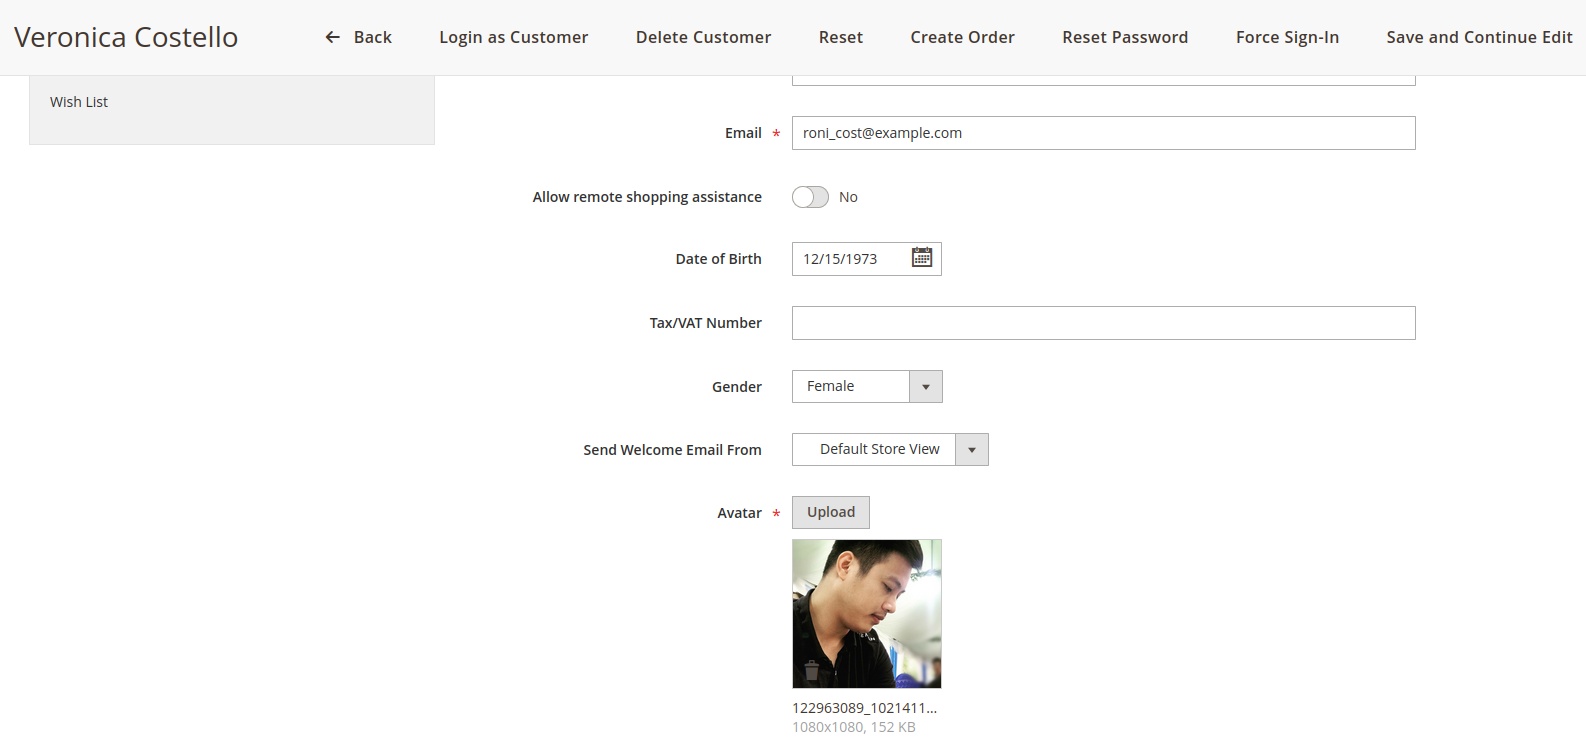 Veronica Costello
Back Login as Customer Delete Customer Reset Create Order Reset Password Force Sign-In Save and Continue Edit
Wish List
Email * roni_cost@example.com
Allow remote shopping assistance No
Date of Birth 12/15/1973
Tax/VAT Number
Gender Female
Send Welcome Email From Default Store View
Avatar * Upload
122963089_1021411...
1080x1080, 152 KB